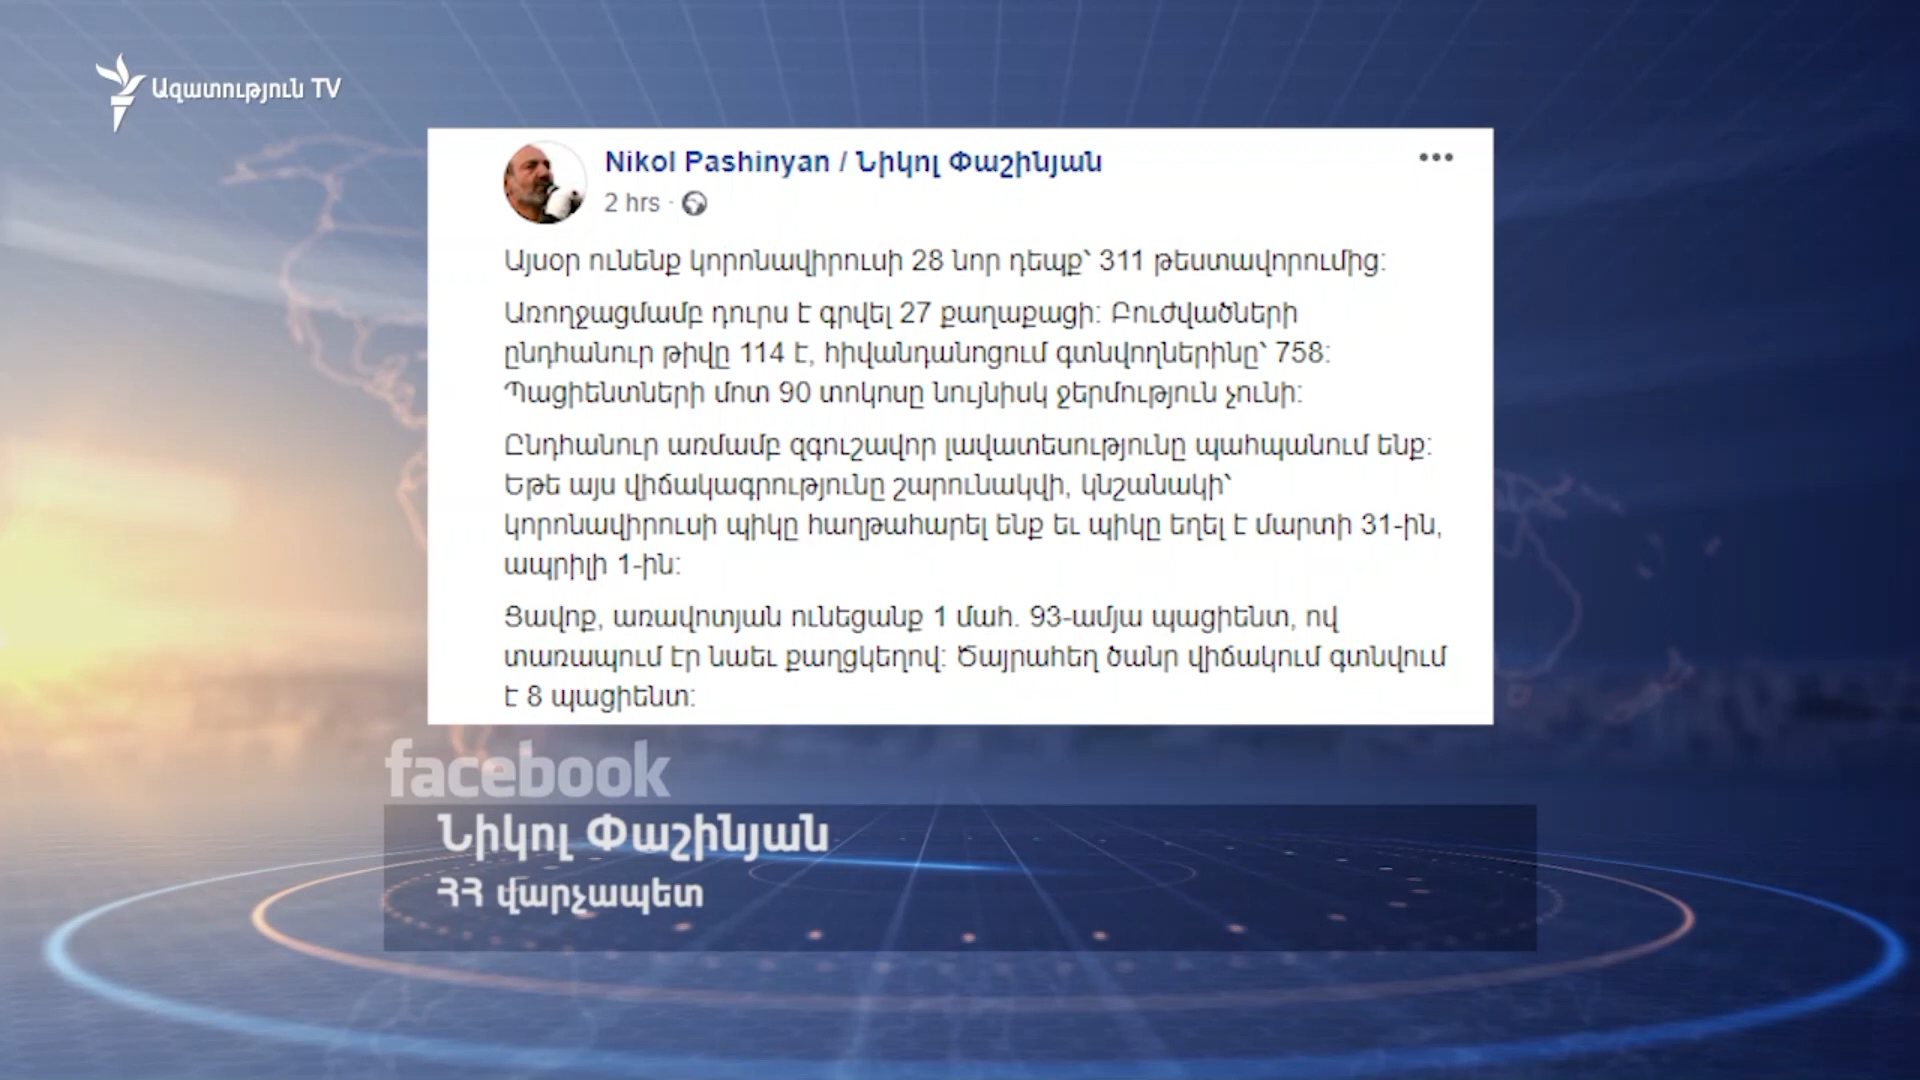 Ազատություն TV
Nikol Pashinyan / Նիկոլ Փաշինյան
2 hrs ·
Այսօր ունենք կորոնավիրուսի 28 նոր դեպք՝ 311 թեստավորումից:
Առողջացմամբ դուրս է գրվել 27 քաղաքացի: Բուժվածների
ընդհանուր թիվը 114 է, հիվանդանոցում գտնվողներինը՝ 758:
Պացիենտների մոտ 90 տոկոսը նույնիսկ ջերմություն չունի:
Ընդհանուր առմամբ զգուշավոր լավատեսությունը պահպանում ենք:
Եթե այս վիճակագրությունը շարունակվի, կնշանակի՝
կորոնավիրուսի պիկը հաղթահարել ենք եւ պիկը եղել է մարտի 31-ին,
ապրիլի 1-ին:
Ցավոք, առավոտյան ունեցանք 1 մահ. 93-ամյա պացիենտ, ով
տառապում էր նաեւ քաղցկեղով: Ծայրահեղ ծանր վիճակում գտնվում
է 8 պացիենտ:
facebook
Նիկոլ Փաշինյան
ՀՀ վարչապետ